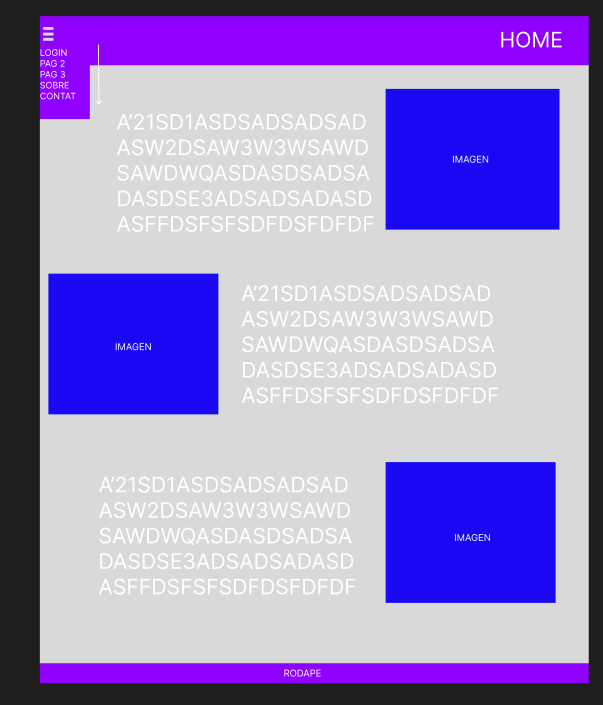 HOME
LOGIN
PAG 2
PAG 3
SOBRE
CONTAT
A'21SD1ASDSADSADSAD
ASW2DSAW3W3WSAWD
SAWDWQASDASDSADSA
DASDSE3ADSADSADASD
ASFFDSFSFSDFDSFDFDF
IMAGEN
IMAGEN
A'21SD1ASDSADSADSAD
ASW2DSAW3W3WSAWD
SAWDWQASDASDSADSA
DASDSE3ADSADSADASD
ASFFDSFSFSDFDSFDFDF
A'21SD1ASDSADSADSAD
ASW2DSAW3W3WSAWD
SAWDWQASDASDSADSA
DASDSE3ADSADSADASD
ASFFDSFSFSDFDSFDFDF
IMAGEN
RODAPE